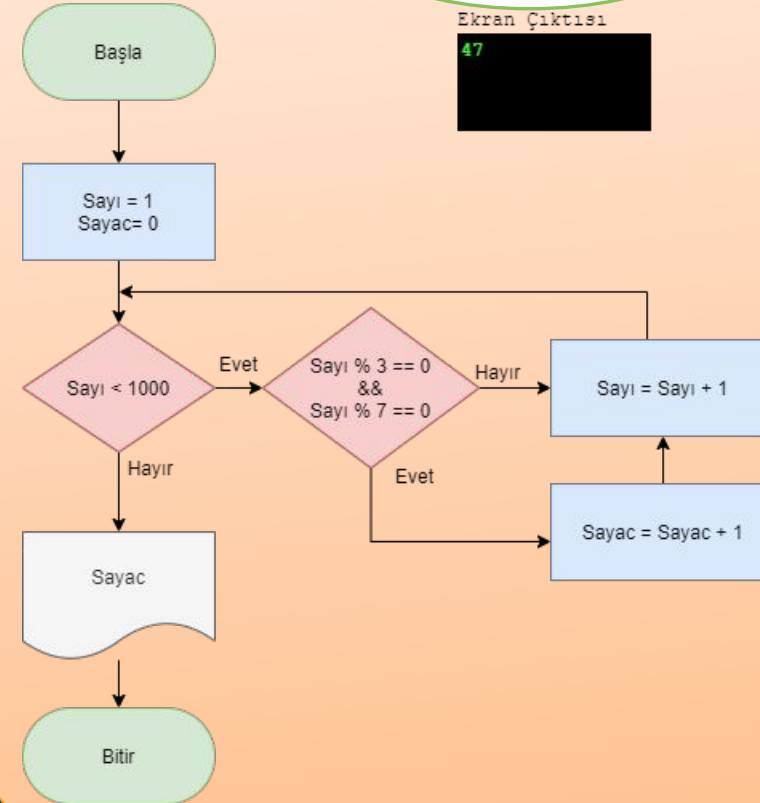 Ekran Çıktısı
47
Başla
Sayı = 1
Sayac= 0
Sayı < 1000
Evet
Sayı % 3 == 0
&&
Sayı % 7 == 0
Hayır
Sayı = Sayı + 1
Hayır
Evet
Sayac = Sayac + 1
Sayac
Bitir